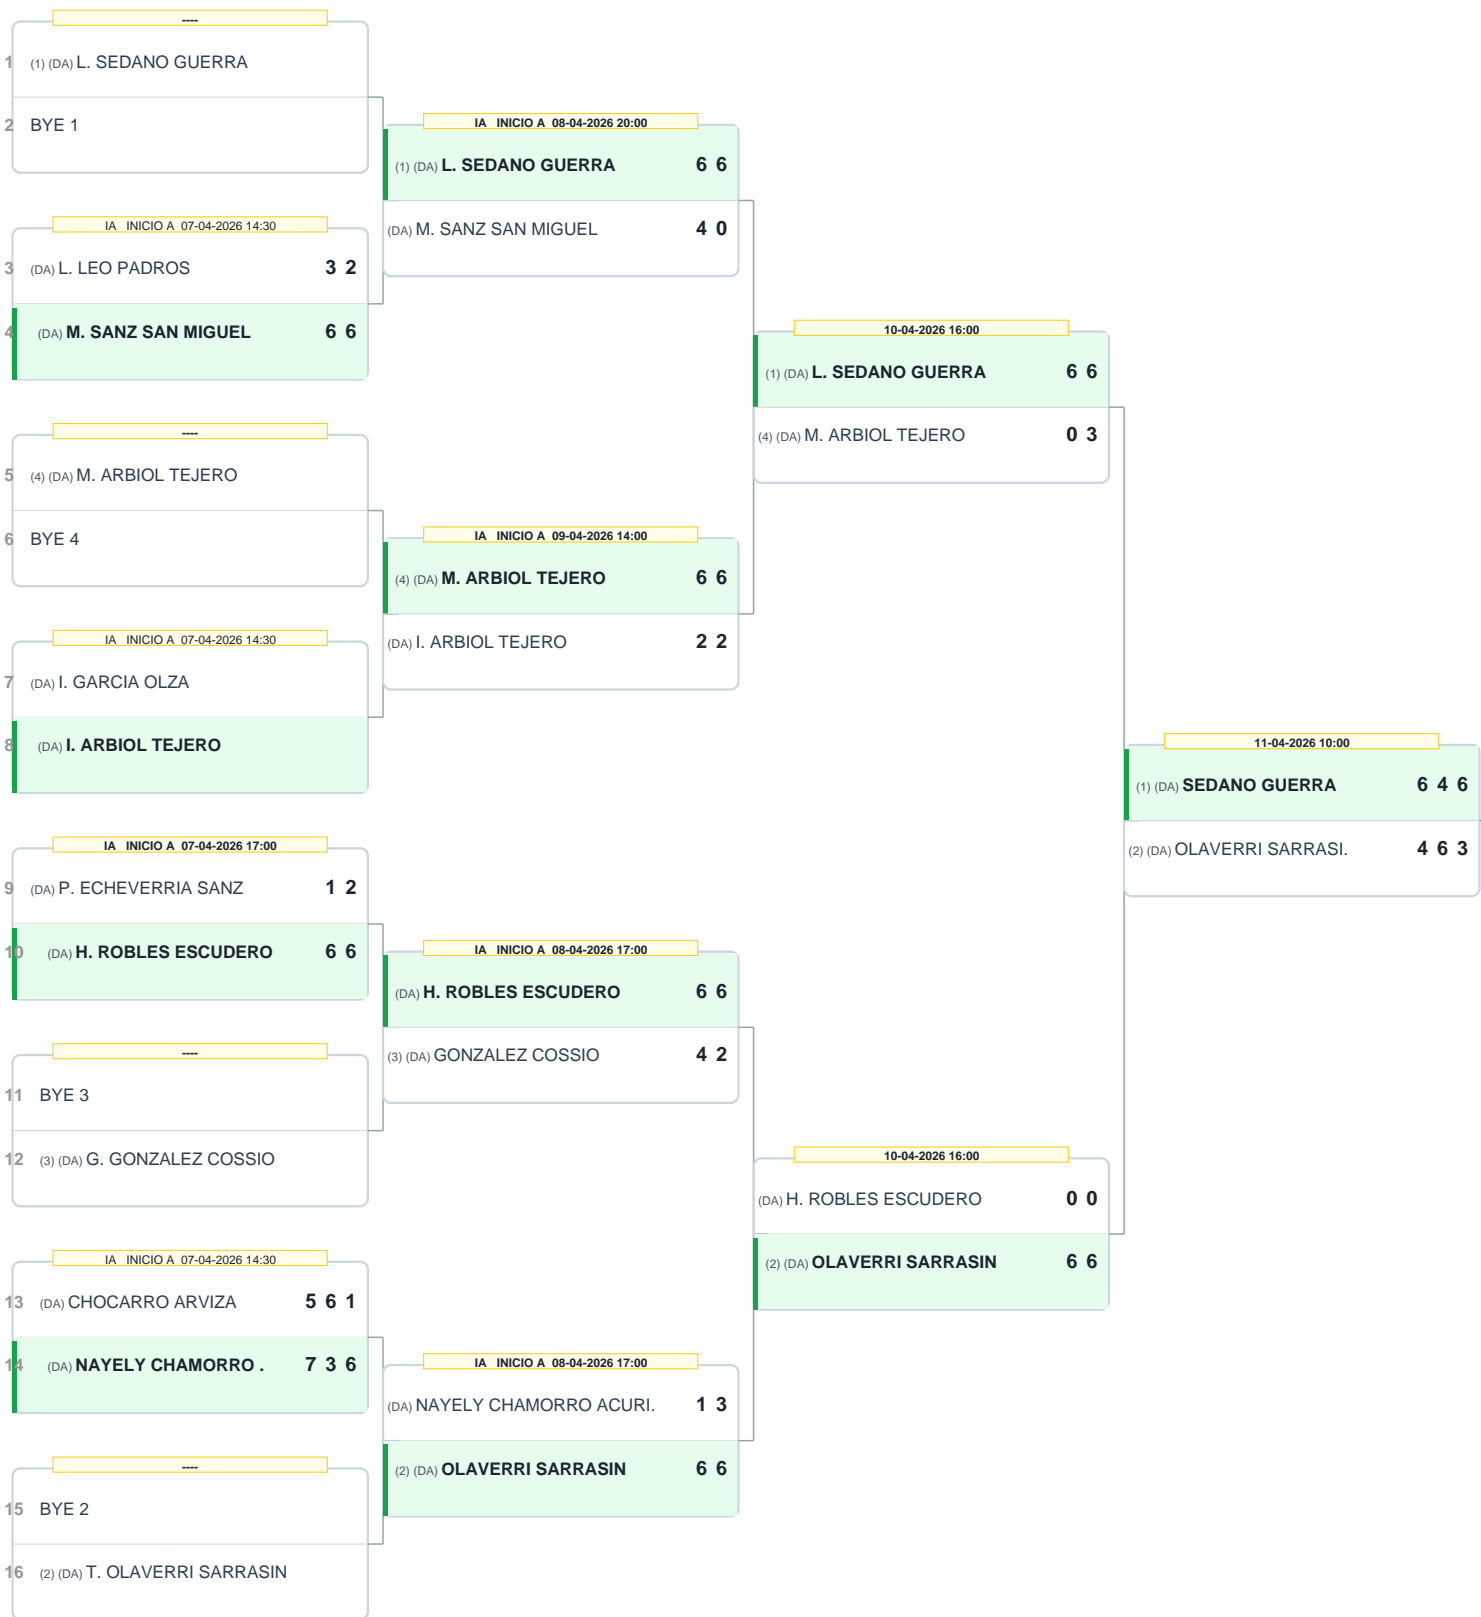 ----
1 (1) (DA) L. SEDANO GUERRA
2 BYE 1
IA INICIO A 07-04-2026 14:30
3 (DA) L. LEO PADROS 3 2
4 (DA) M. SANZ SAN MIGUEL 6 6
----
5 (4) (DA) M. ARBIOL TEJERO
6 BYE 4
IA INICIO A 07-04-2026 14:30
7 (DA) I. GARCIA OLZA
8 (DA) I. ARBIOL TEJERO
IA INICIO A 07-04-2026 17:00
9 (DA) P. ECHEVERRIA SANZ 1 2
10 (DA) H. ROBLES ESCUDERO 6 6
----
11 BYE 3
12 (3) (DA) G. GONZALEZ COSSIO
IA INICIO A 07-04-2026 14:30
13 (DA) CHOCARRO ARVIZA 5 6 1
14 (DA) NAYELY CHAMORRO . 7 3 6
----
15 BYE 2
16 (2) (DA) T. OLAVERRI SARRASIN
IA INICIO A 08-04-2026 20:00
(1) (DA) L. SEDANO GUERRA 6 6
(DA) M. SANZ SAN MIGUEL 4 0
IA INICIO A 09-04-2026 14:00
(4) (DA) M. ARBIOL TEJERO 6 6
(DA) I. ARBIOL TEJERO 2 2
IA INICIO A 08-04-2026 17:00
(DA) H. ROBLES ESCUDERO 6 6
(3) (DA) GONZALEZ COSSIO 4 2
IA INICIO A 08-04-2026 17:00
(DA) NAYELY CHAMORRO ACURI. 1 3
(2) (DA) OLAVERRI SARRASIN 6 6
10-04-2026 16:00
(1) (DA) L. SEDANO GUERRA 6 6
(4) (DA) M. ARBIOL TEJERO 0 3
10-04-2026 16:00
(DA) H. ROBLES ESCUDERO 0 0
(2) (DA) OLAVERRI SARRASIN 6 6
11-04-2026 10:00
(1) (DA) SEDANO GUERRA 6 4 6
(2) (DA) OLAVERRI SARRASI. 4 6 3